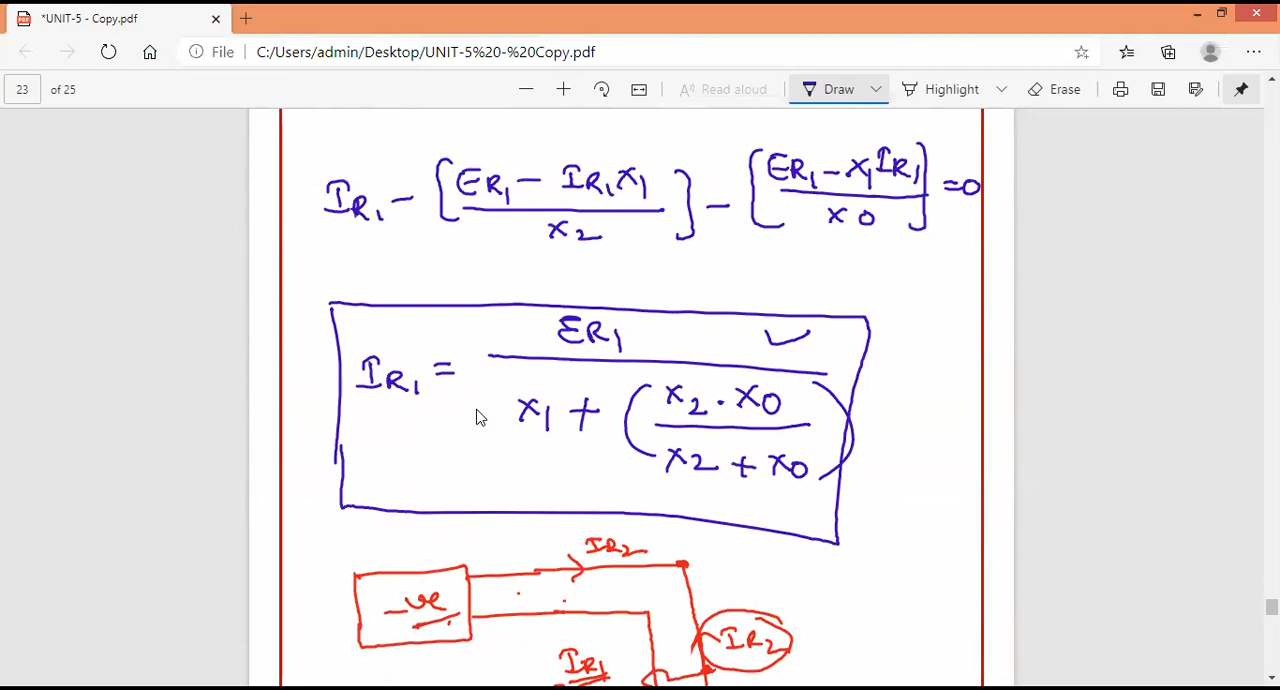 *UNIT-5 - Copy.pdf
File C:/Users/admin/Desktop/UNIT-5%20-%20Copy.pdf
23 of 25 Read aloud Draw Highlight Erase
IR1 - [ER1 - IR1X1 / X2] - [ER1 - X1IR1 / X0] = 0
IR1 = ER1 / X1 + (X2 . X0 / X2 + X0)
IR2
-ve
IR2
IR1